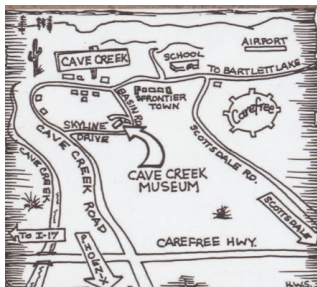 AIRPORT
SCHOOL
CAVE CREEK
TO BARTLETT LAKE
BASIN RD.
FRONTIER
TOWN
Carefree
SKYLINE
DRIVE
CAVE CREEK ROAD
CAVE CREEK
SCOTTSDALE RD.
CAVE CREEK
MUSEUM
SCOTTSDALE
TO I-17
CAREFREE HWY.
PHOENIX
H.W.S.